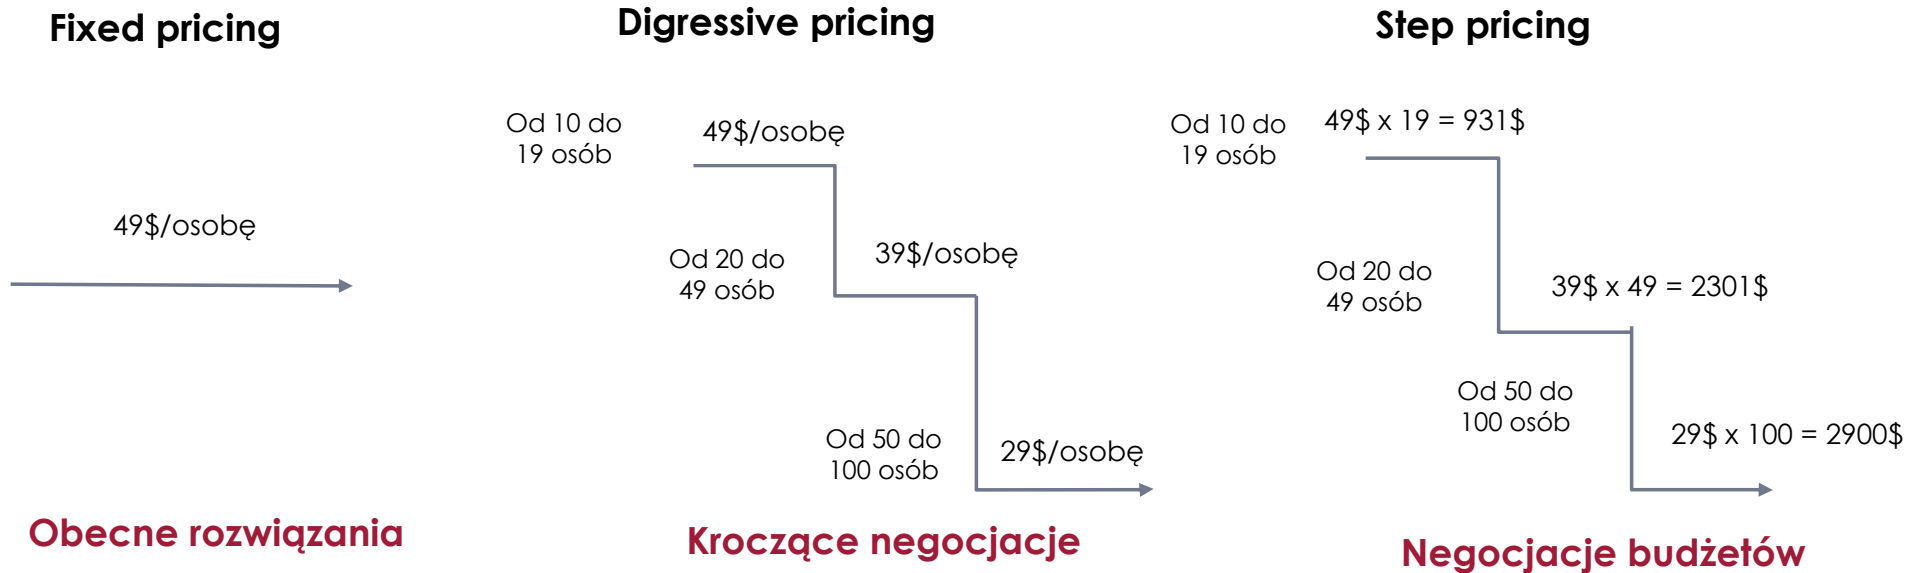 Fixed pricing
49$/osobę
Obecne rozwiązania
Digressive pricing
Od 10 do
19 osób
49$/osobę
Od 20 do
49 osób
39$/osobę
Od 50 do
100 osób
29$/osobę
Kroczące negocjacje
Step pricing
Od 10 do
19 osób
49$ x 19 = 931$
Od 20 do
49 osób
39$ x 49 = 2301$
Od 50 do
100 osób
29$ x 100 = 2900$
Negocjacje budżetów